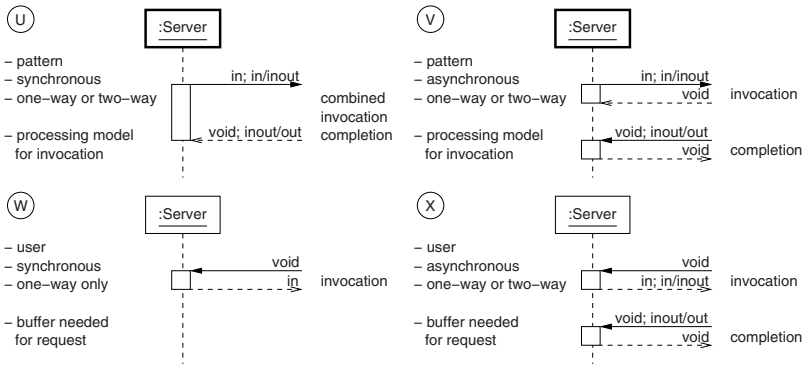 U
:Server
– pattern
– synchronous
– one−way or two−way
– processing model
for invocation
in; in/inout
void; inout/out
combined
invocation
completion
V
:Server
– pattern
– asynchronous
– one−way or two−way
– processing model
for invocation
in; in/inout
void
invocation
void; inout/out
void
completion
W
:Server
– user
– synchronous
– one−way only
– buffer needed
for request
void
in
invocation
X
:Server
– user
– asynchronous
– one−way or two−way
– buffer needed
for request
void
in; in/inout
invocation
void; inout/out
void
completion